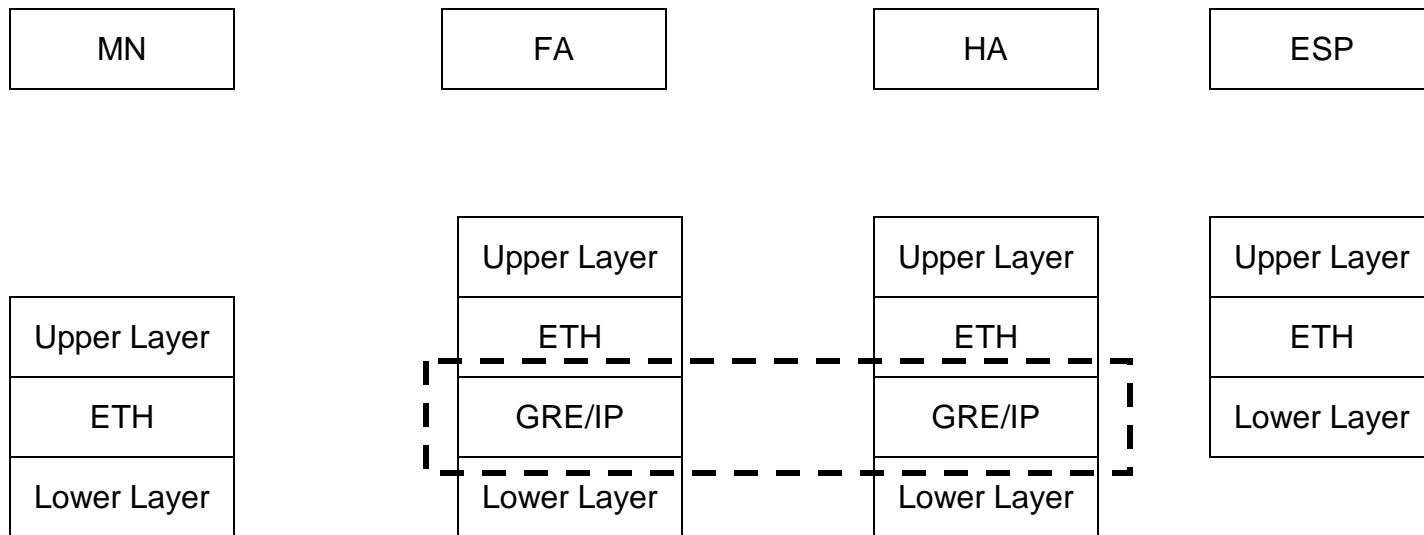 MN
FA
HA
ESP
Upper Layer
ETH
Lower Layer
Upper Layer
ETH
GRE/IP
Lower Layer
Upper Layer
ETH
GRE/IP
Lower Layer
Upper Layer
ETH
Lower Layer